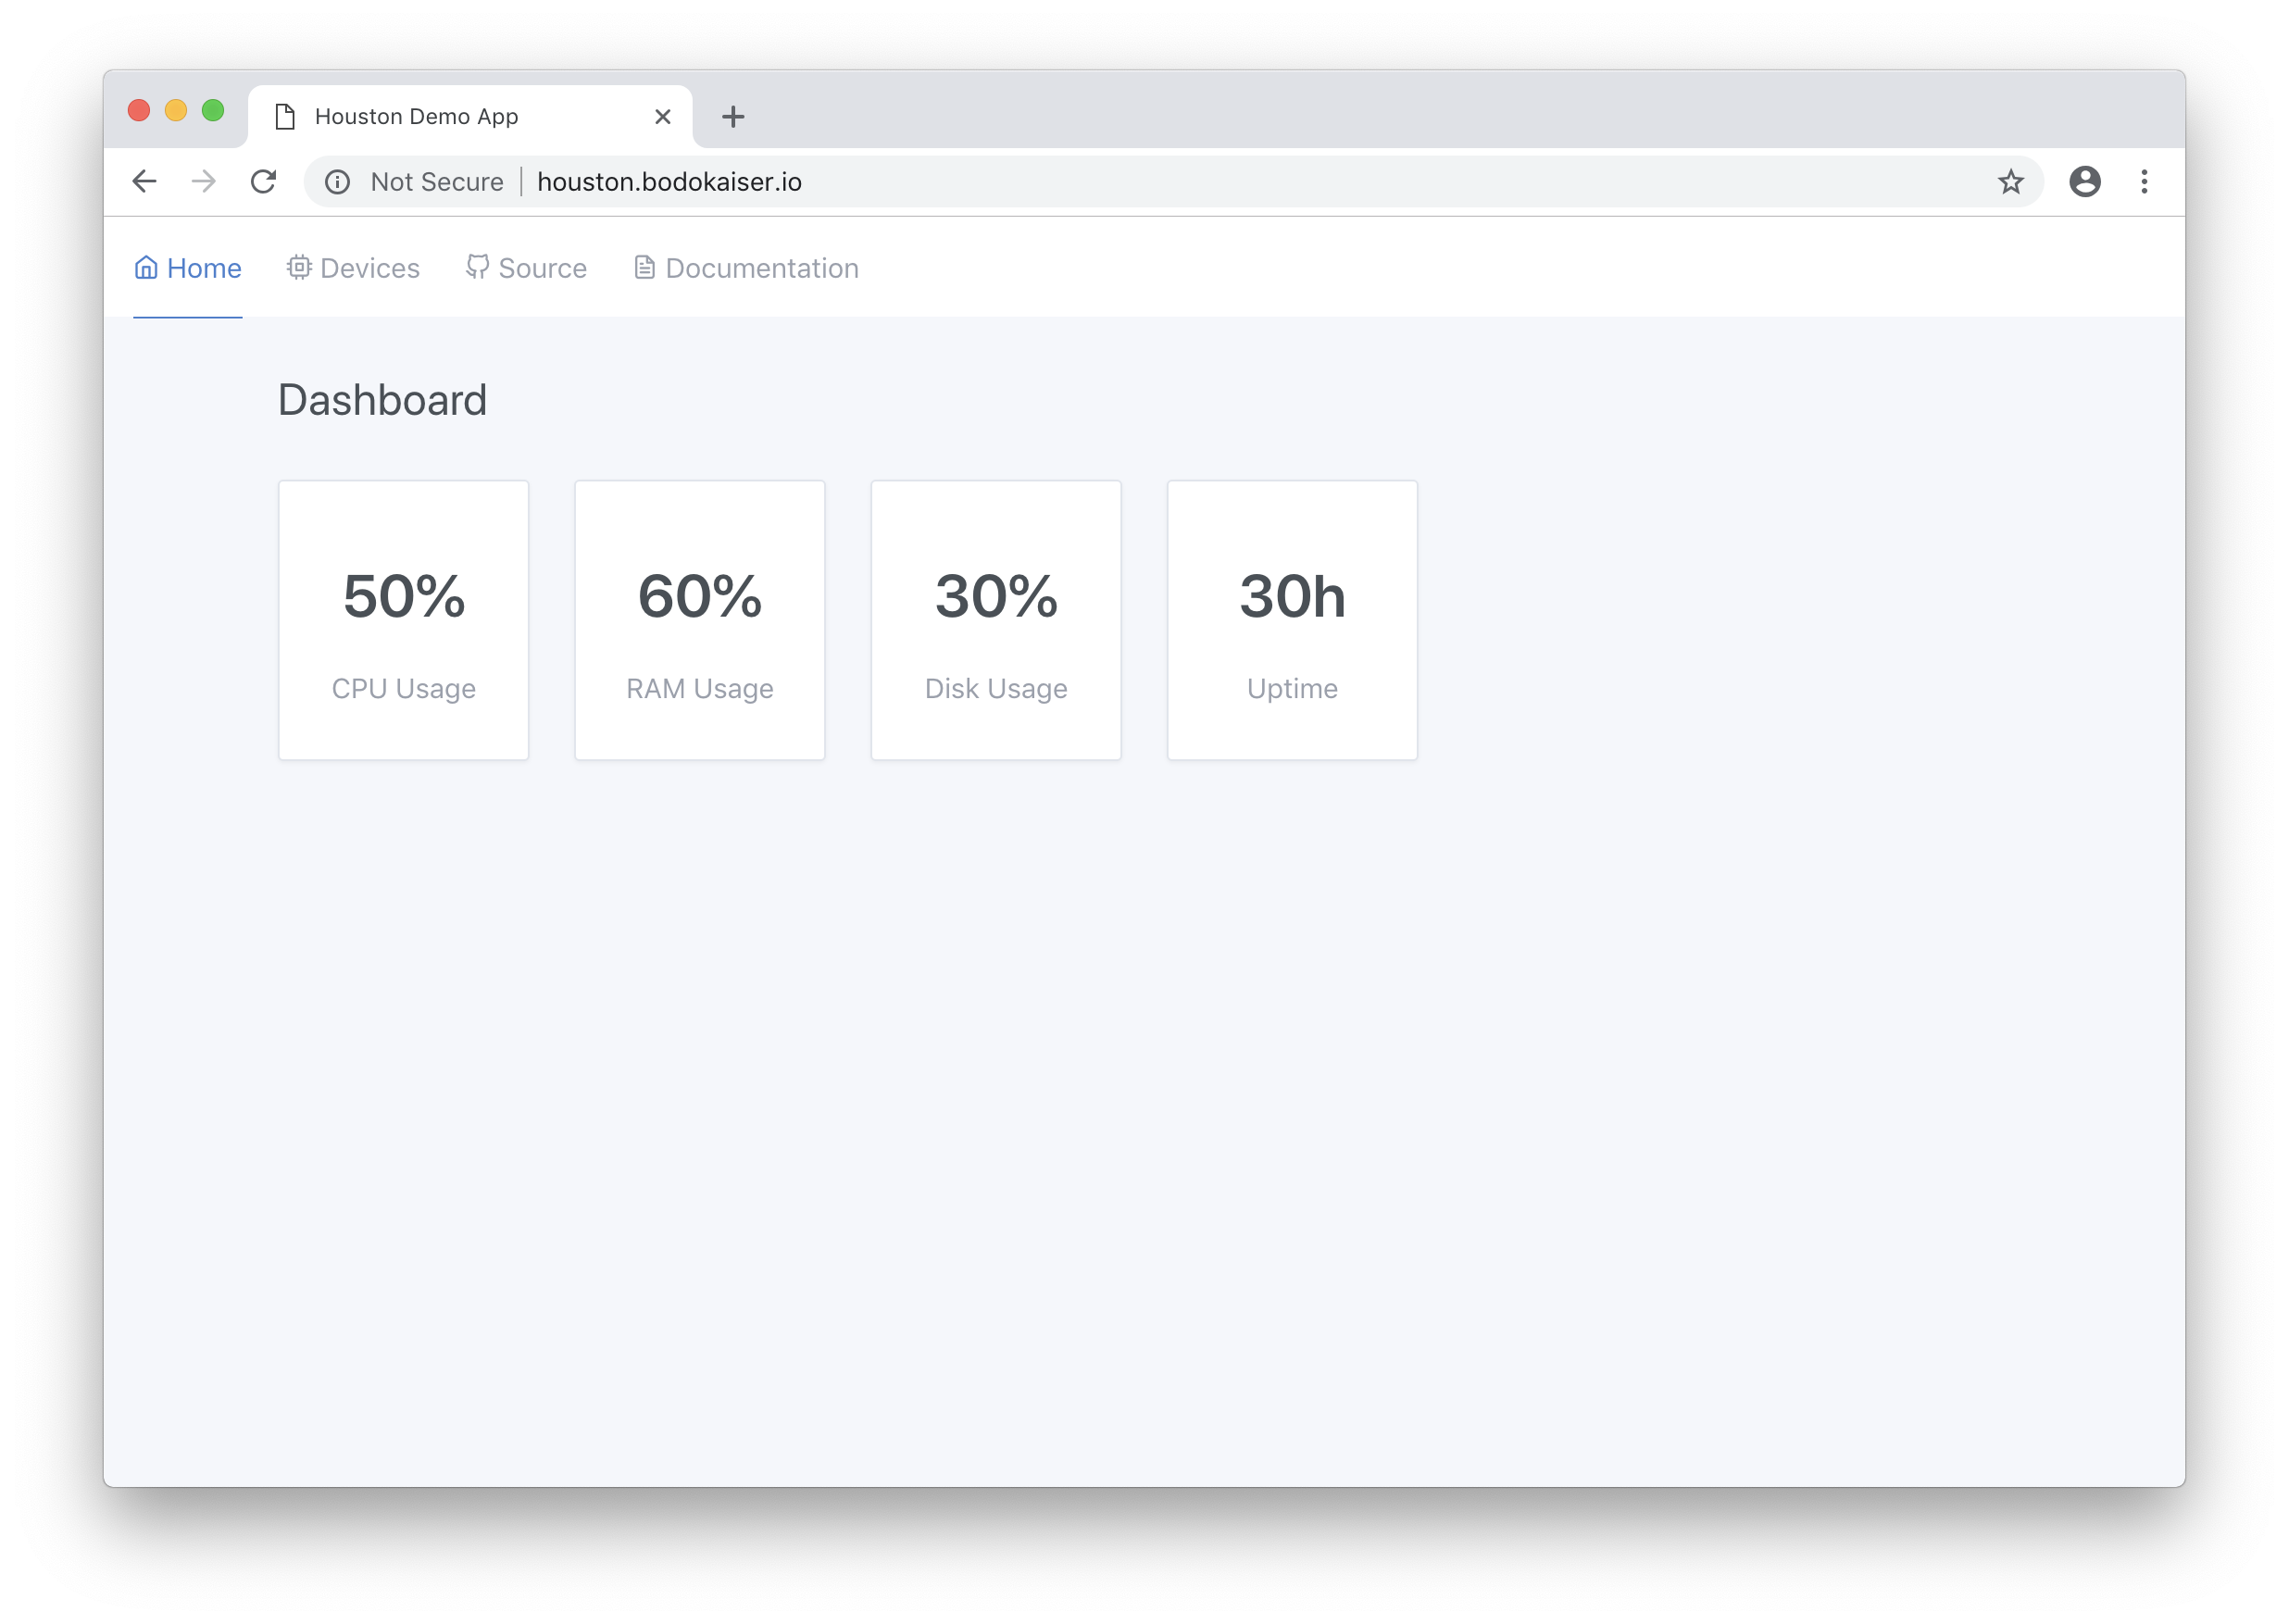 Houston Demo App
Not Secure houston.bodokaiser.io
Home Devices Source Documentation
Dashboard
50% 60% 30% 30h
CPU Usage RAM Usage Disk Usage Uptime